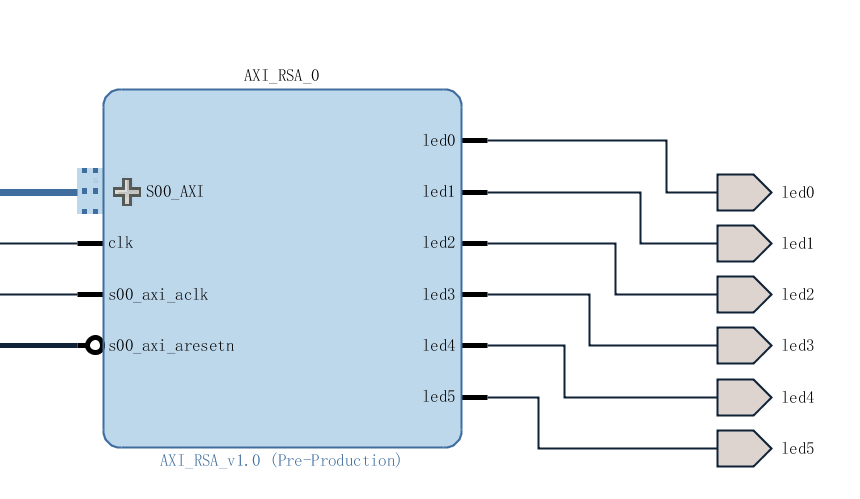 AXI_RSA_0
led0
S00_AXI
led1
led0
clk
led2
led1
s00_axi_aclk
led3
led2
s00_axi_aresetn
led4
led3
led5
led4
led5
AXI_RSA_v1.0 (Pre-Production)